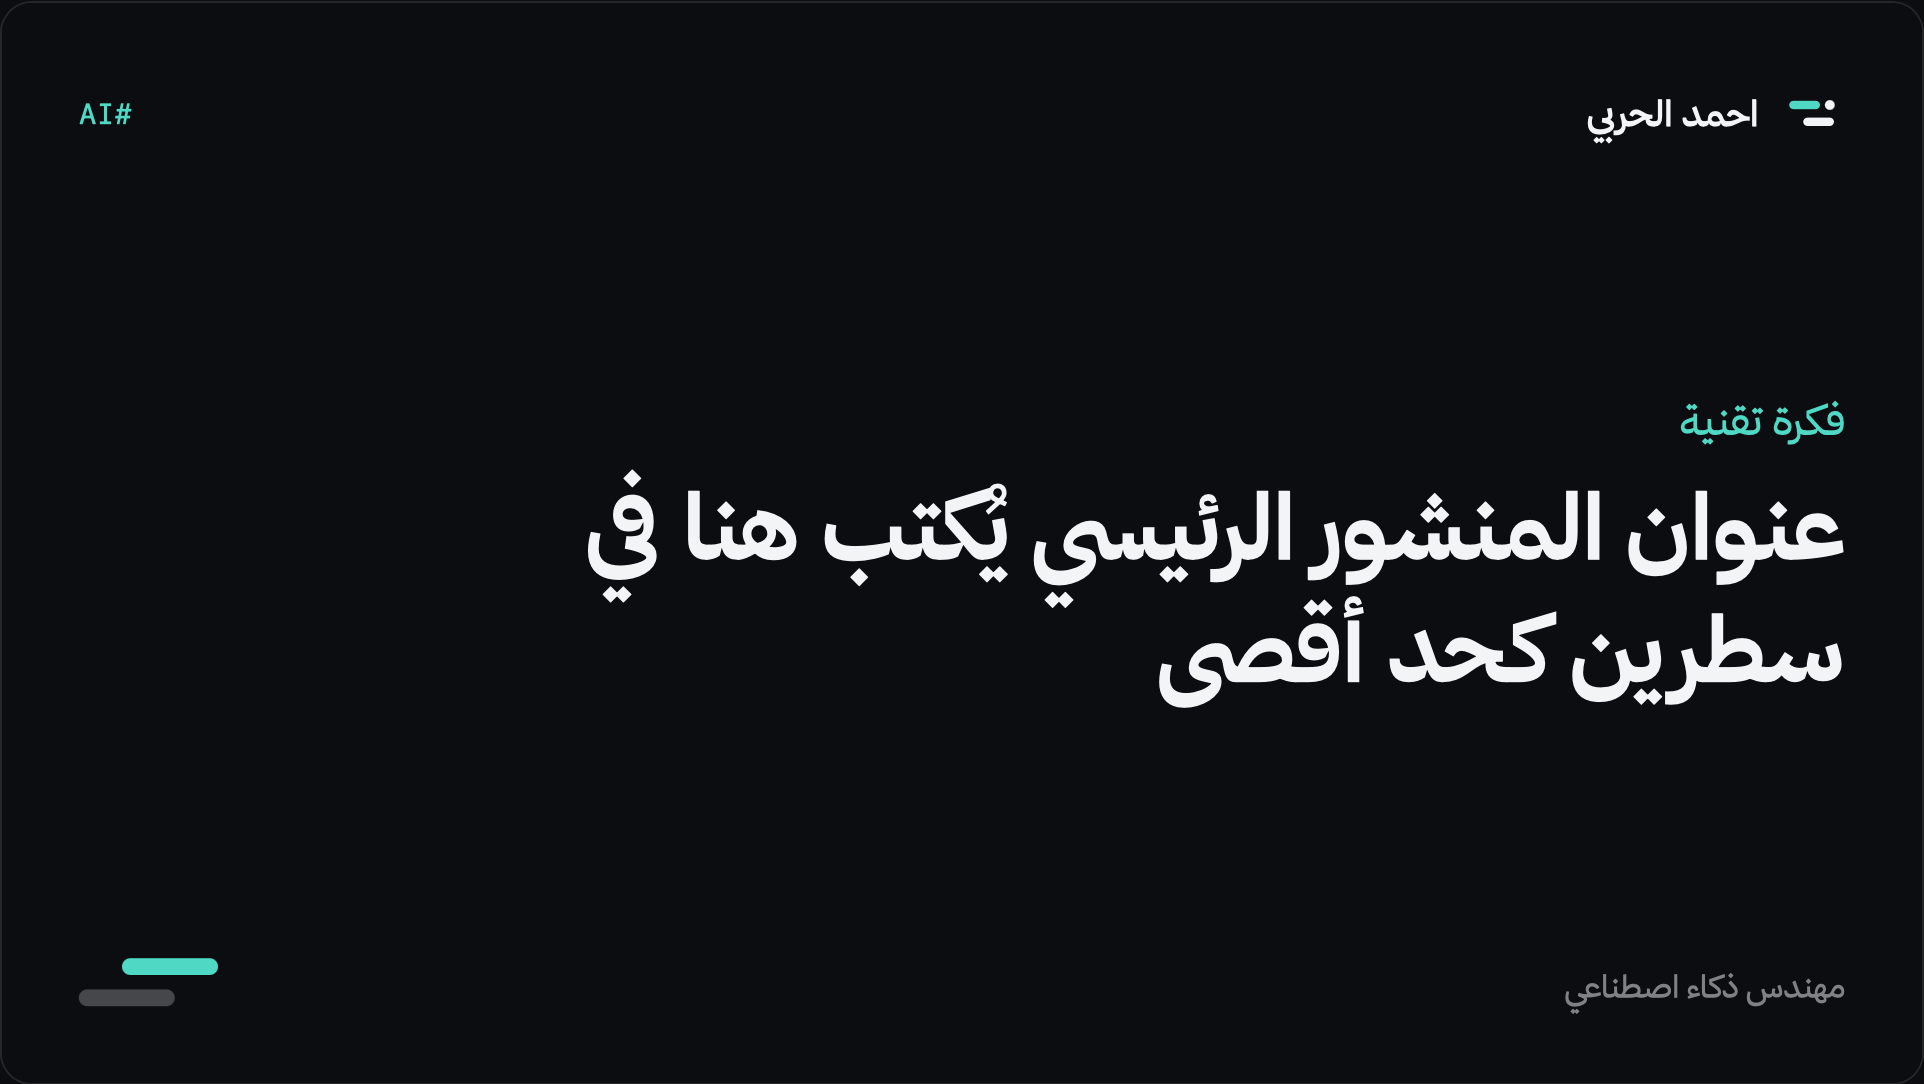 احمد الحربي
AI#
فكرة تقنية
عنوان المنشور الرئيسي يُكتب هنا في
سطرين كحد أقصى
مهندس ذكاء اصطناعي